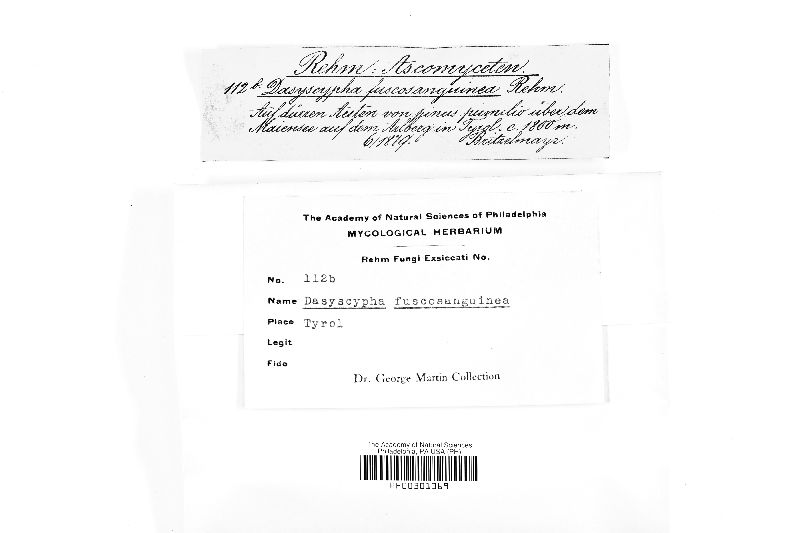 Rehm: Ascomyceten.
112 b. Dasyscypha fuscosanguinea Rehm.
Auf dürren Aesten von pinus pumilio über dem
Maiensee auf dem Arlberg in Tyrol. c. 1800 m.
6/1879. Britzelmayr.
The Academy of Natural Sciences of Philadelphia
MYCOLOGICAL HERBARIUM
Rehm Fungi Exsiccati No.
No. 112b
Name Dasyscypha fuscosanguinea
Place Tyrol
Legit
Fide
Dr. George Martin Collection
The Academy of Natural Sciences
Philadelphia, PA USA (PH)
PH00301069